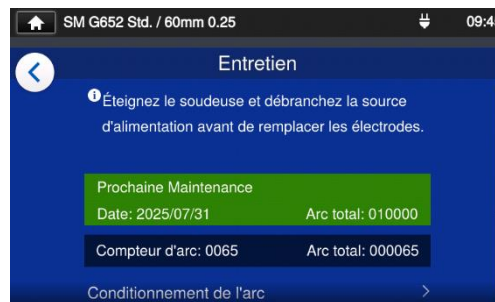 SM G652 Std. / 60mm 0.25
09:4
Entretien
Éteignez le soudeuse et débranchez la source
d'alimentation avant de remplacer les électrodes.
Prochaine Maintenance
Date: 2025/07/31 Arc total: 010000
Compteur d'arc: 0065 Arc total: 000065
Conditionnement de l'arc